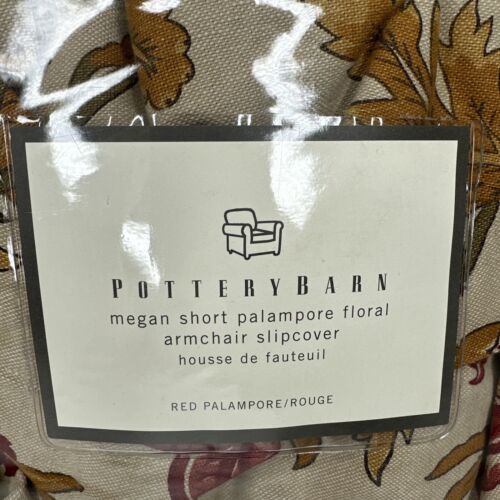 POTTERYBARN
megan short palampore floral
armchair slipcover
housse de fauteuil
RED PALAMPORE/ROUGE